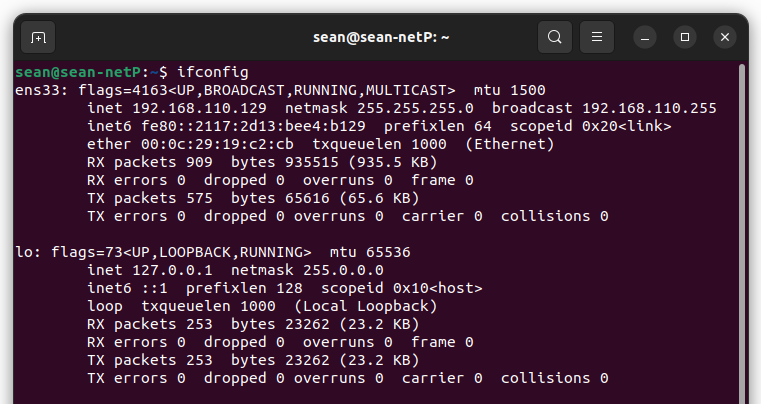 sean@sean-netP: ~
sean@sean-netP:~$ ifconfig
ens33: flags=4163<UP,BROADCAST,RUNNING,MULTICAST>  mtu 1500
        inet 192.168.110.129  netmask 255.255.255.0  broadcast 192.168.110.255
        inet6 fe80::2117:2d13:bee4:b129  prefixlen 64  scopeid 0x20<link>
        ether 00:0c:29:19:c2:cb  txqueuelen 1000  (Ethernet)
        RX packets 909  bytes 935515 (935.5 KB)
        RX errors 0  dropped 0  overruns 0  frame 0
        TX packets 575  bytes 65616 (65.6 KB)
        TX errors 0  dropped 0 overruns 0  carrier 0  collisions 0

lo: flags=73<UP,LOOPBACK,RUNNING>  mtu 65536
        inet 127.0.0.1  netmask 255.0.0.0
        inet6 ::1  prefixlen 128  scopeid 0x10<host>
        loop  txqueuelen 1000  (Local Loopback)
        RX packets 253  bytes 23262 (23.2 KB)
        RX errors 0  dropped 0  overruns 0  frame 0
        TX packets 253  bytes 23262 (23.2 KB)
        TX errors 0  dropped 0 overruns 0  carrier 0  collisions 0